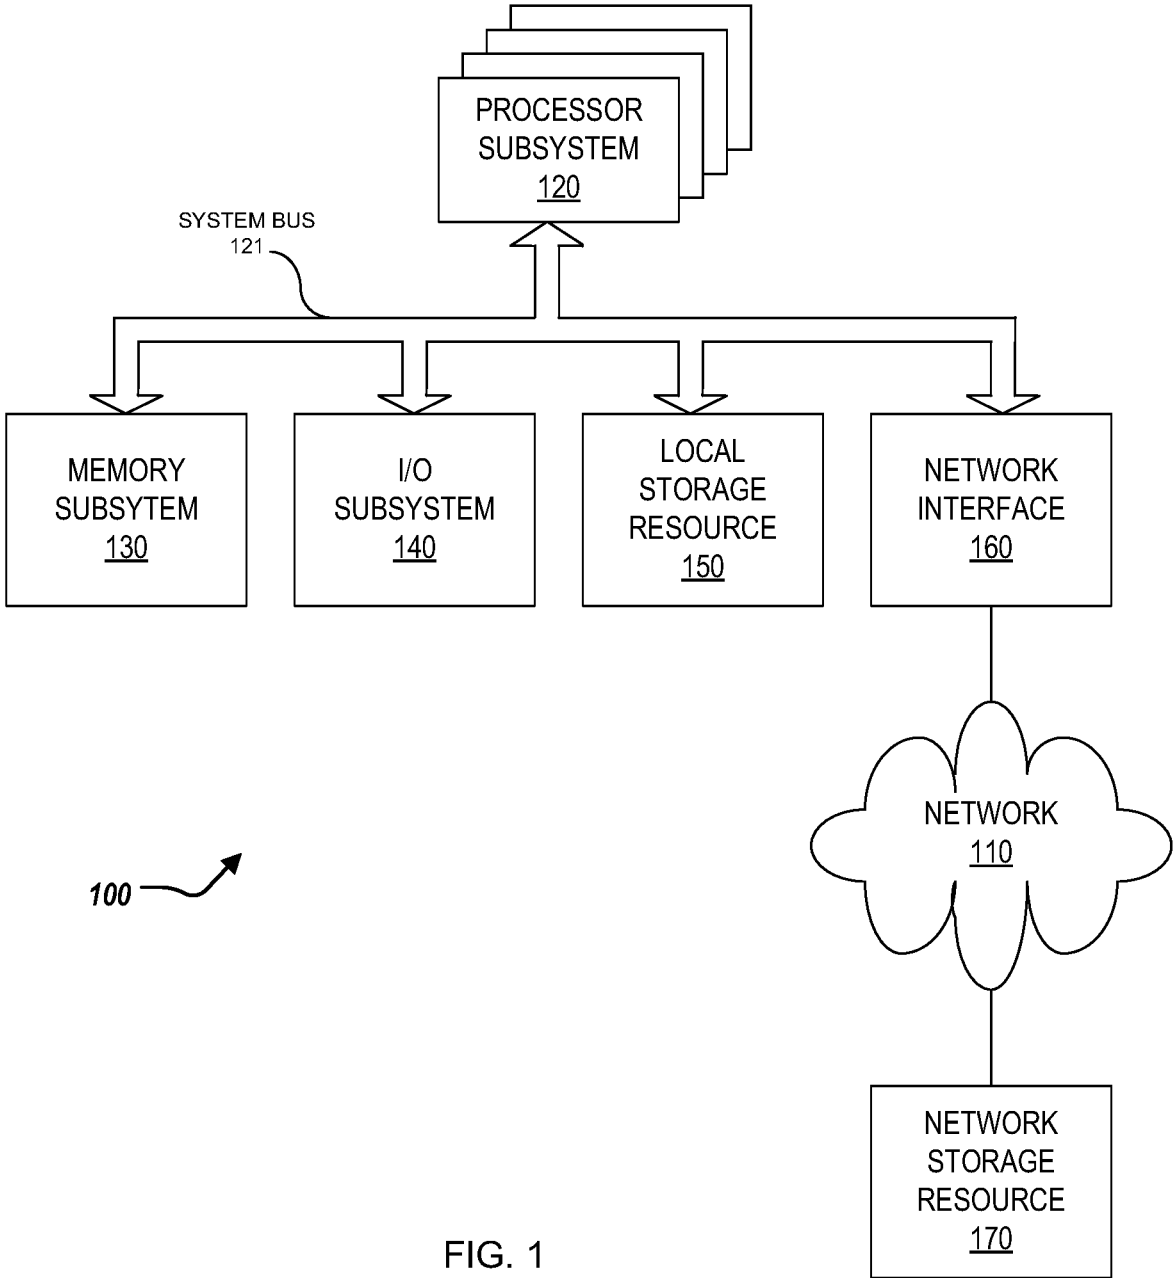 PROCESSOR
SUBSYSTEM
120
SYSTEM BUS
121
MEMORY
SUBSYTEM
130
I/O
SUBSYSTEM
140
LOCAL
STORAGE
RESOURCE
150
NETWORK
INTERFACE
160
NETWORK
110
100
NETWORK
STORAGE
RESOURCE
170
FIG. 1